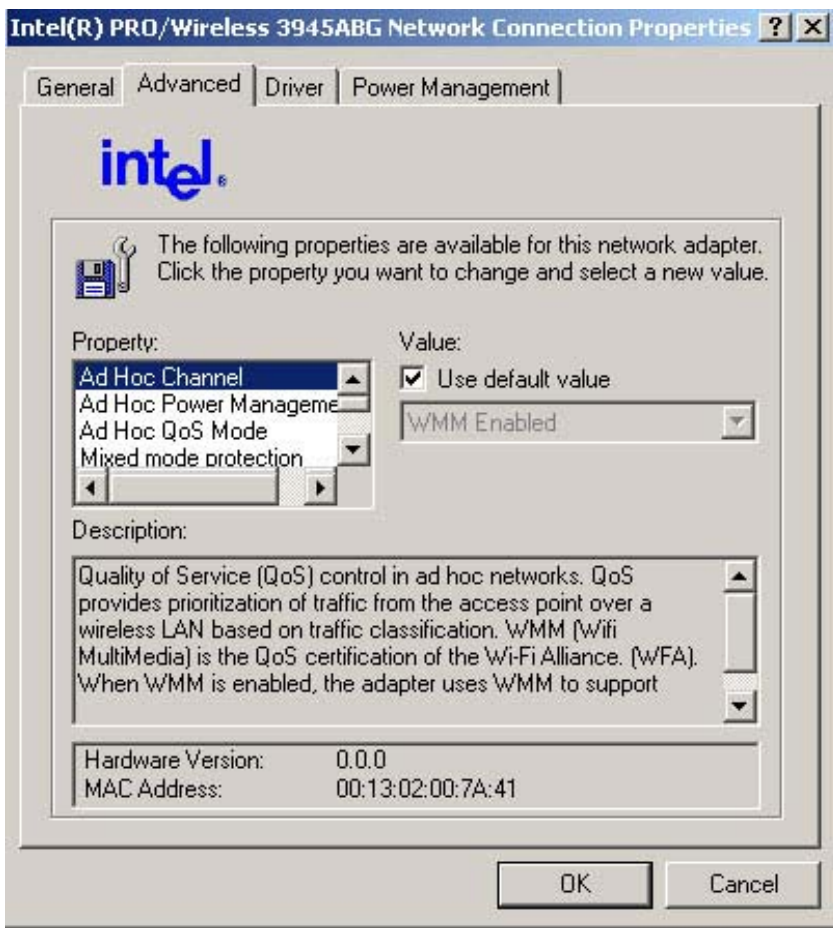 Intel(R) PRO/Wireless 3945ABG Network Connection Properties
General Advanced Driver Power Management
intel.
The following properties are available for this network adapter.
Click the property you want to change and select a new value.
Property:
Value:
Ad Hoc Channel
Ad Hoc Power Manageme
Ad Hoc QoS Mode
Mixed mode protection
Use default value
WMM Enabled
Description:
Quality of Service (QoS) control in ad hoc networks. QoS
provides prioritization of traffic from the access point over a
wireless LAN based on traffic classification. WMM (Wifi
MultiMedia) is the QoS certification of the Wi-Fi Alliance. (WFA).
When WMM is enabled, the adapter uses WMM to support
Hardware Version: 0.0.0
MAC Address: 00:13:02:00:7A:41
OK Cancel